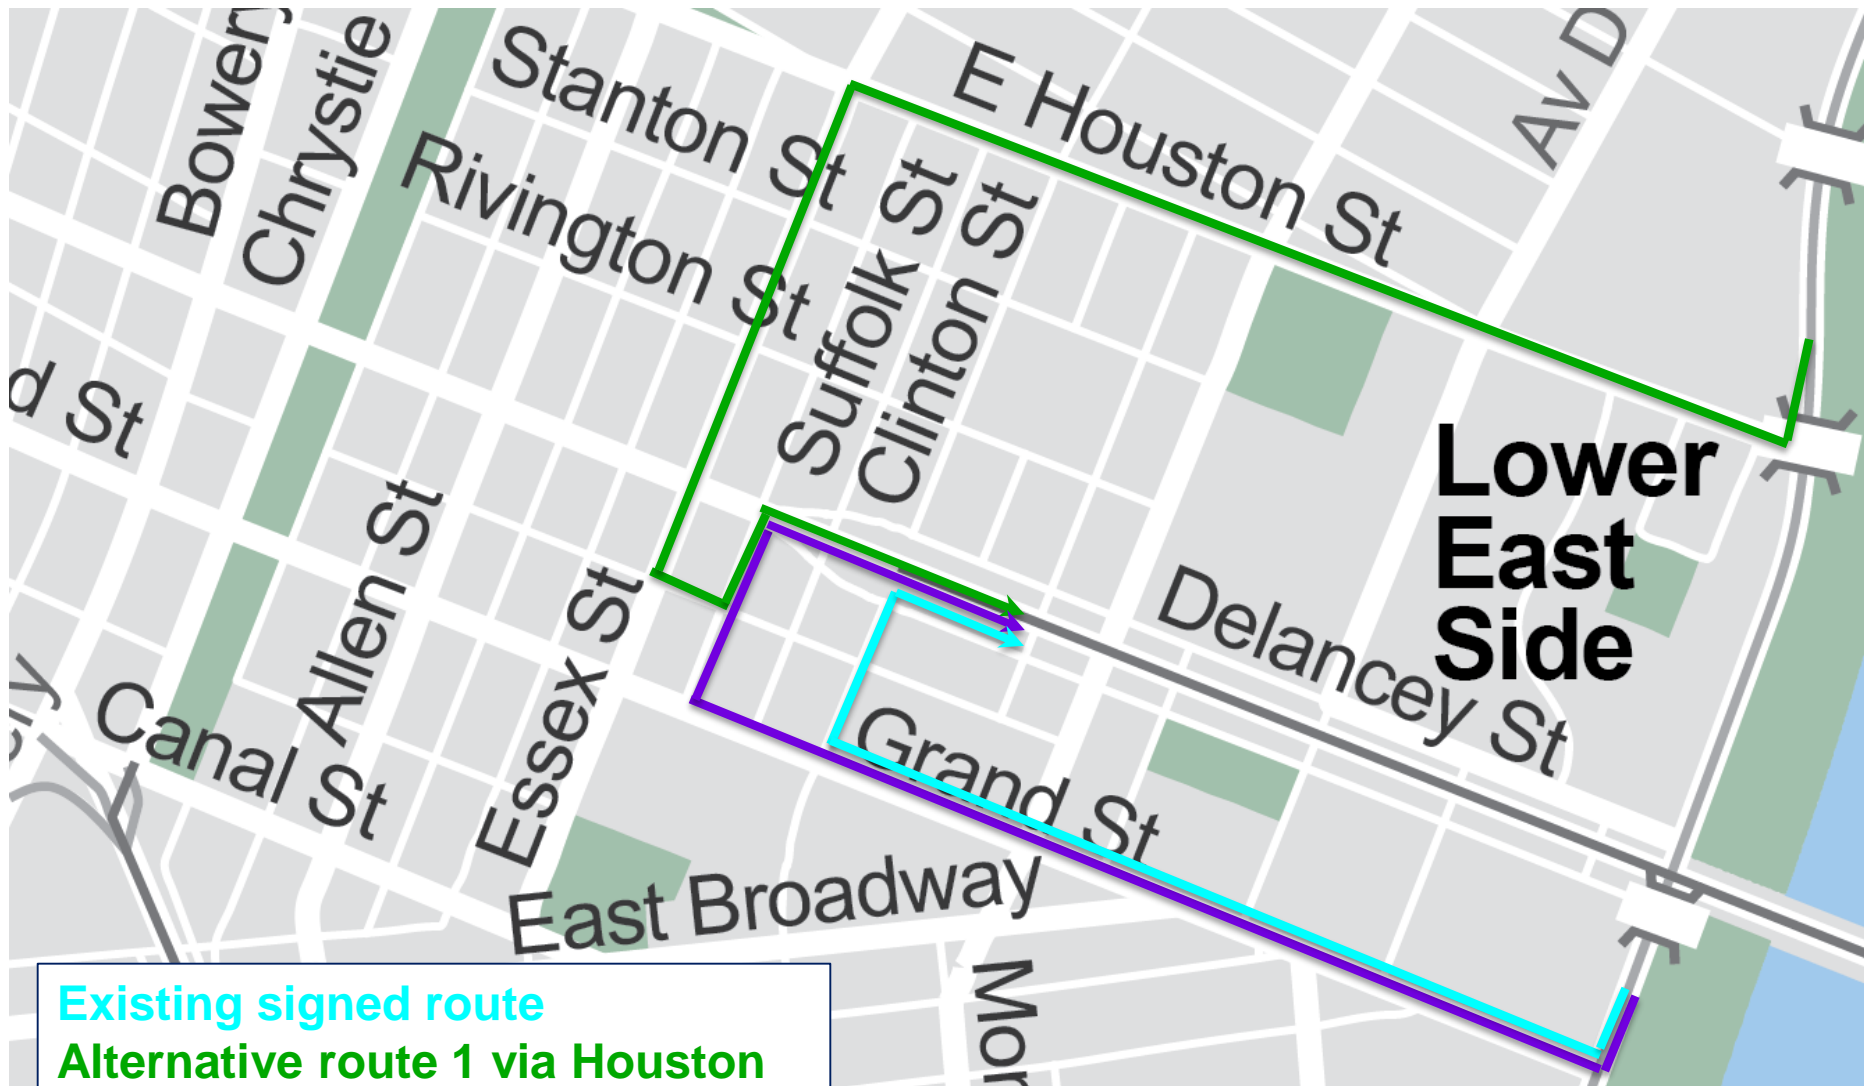 Bowery
Chrystie
Stanton St
Rivington St
E Houston St
Av D
Suffolk St
Clinton St
d St
Allen St
Essex St
Lower
East
Side
Delancey St
Canal St
Grand St
East Broadway
Existing signed route
Alternative route 1 via Houston